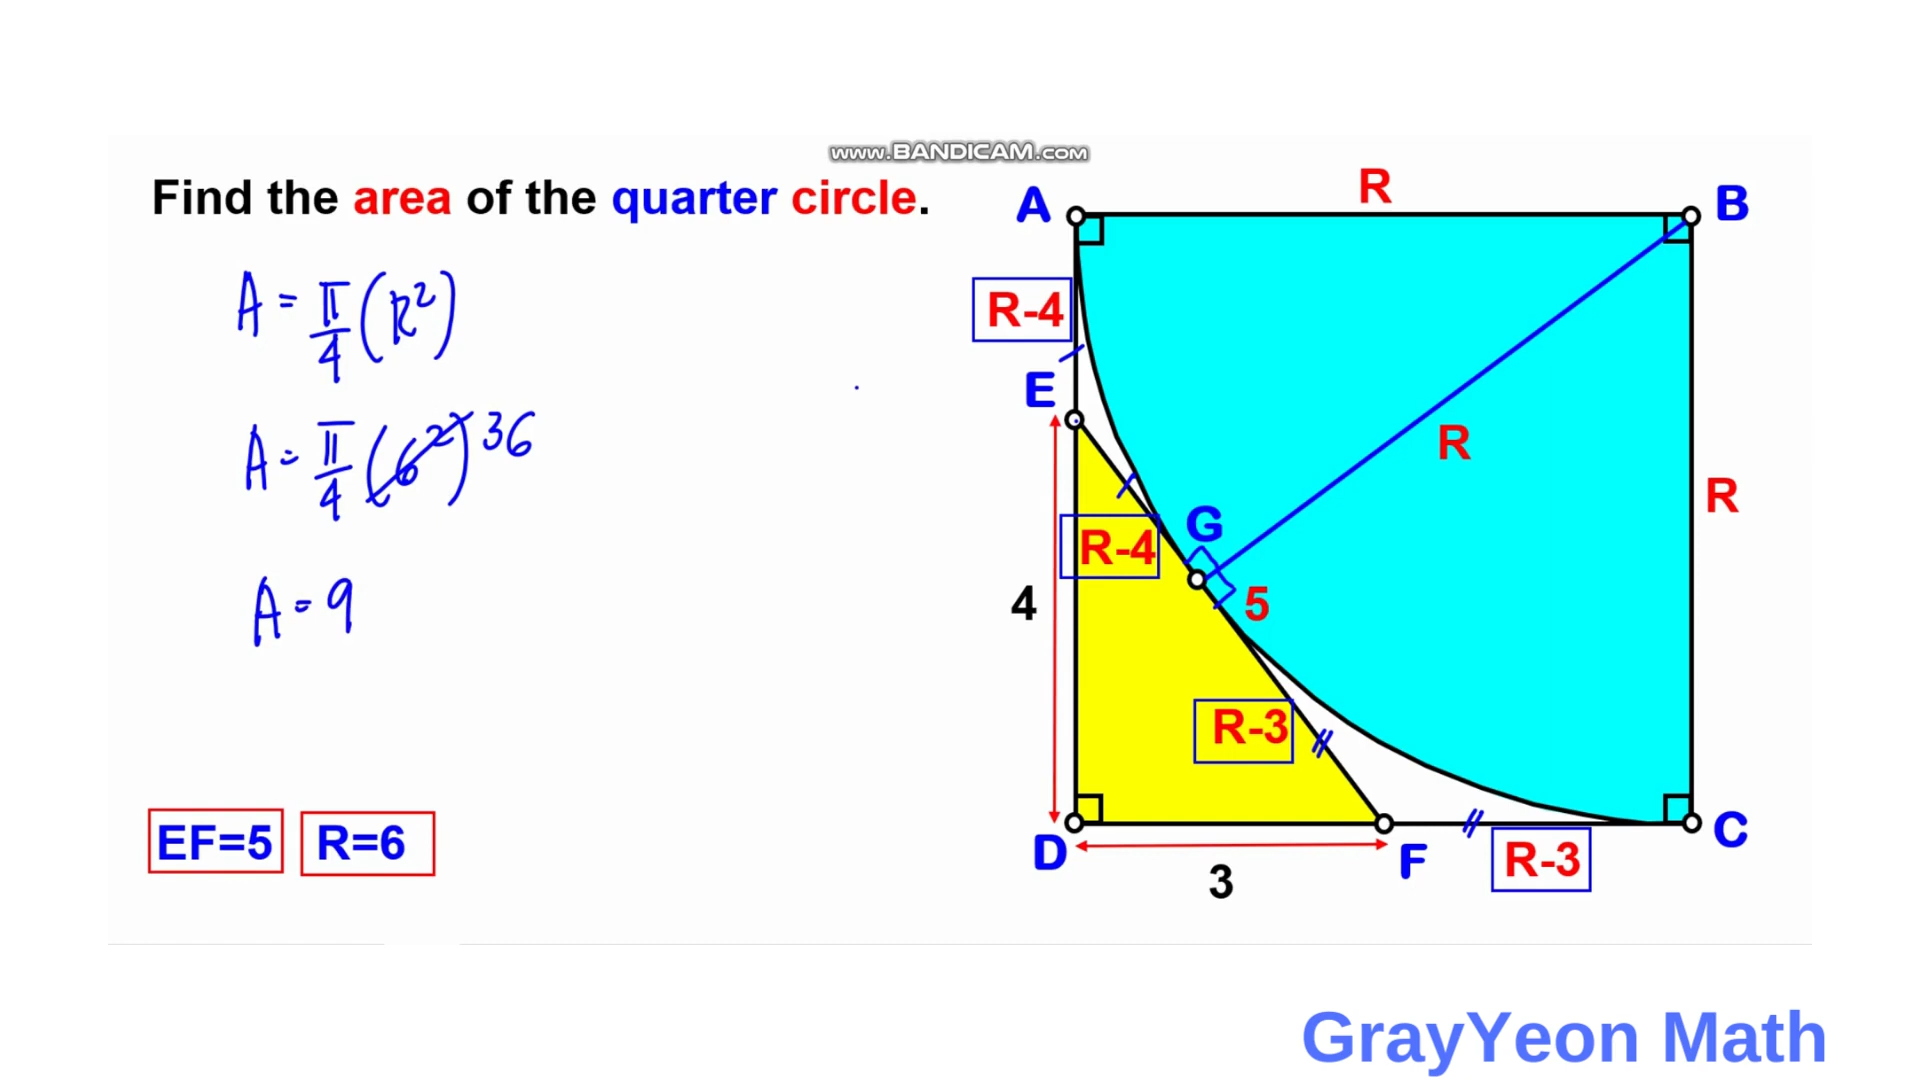 www.BANDICAM.com
Find the area of the quarter circle.
A = π/4 (R²)
A = π/4 (6²) 36
A = 9
EF=5
R=6
A
R
B
R-4
E
R
R
G
R-4
5
4
R-3
D
F
C
3
R-3
GrayYeon Math